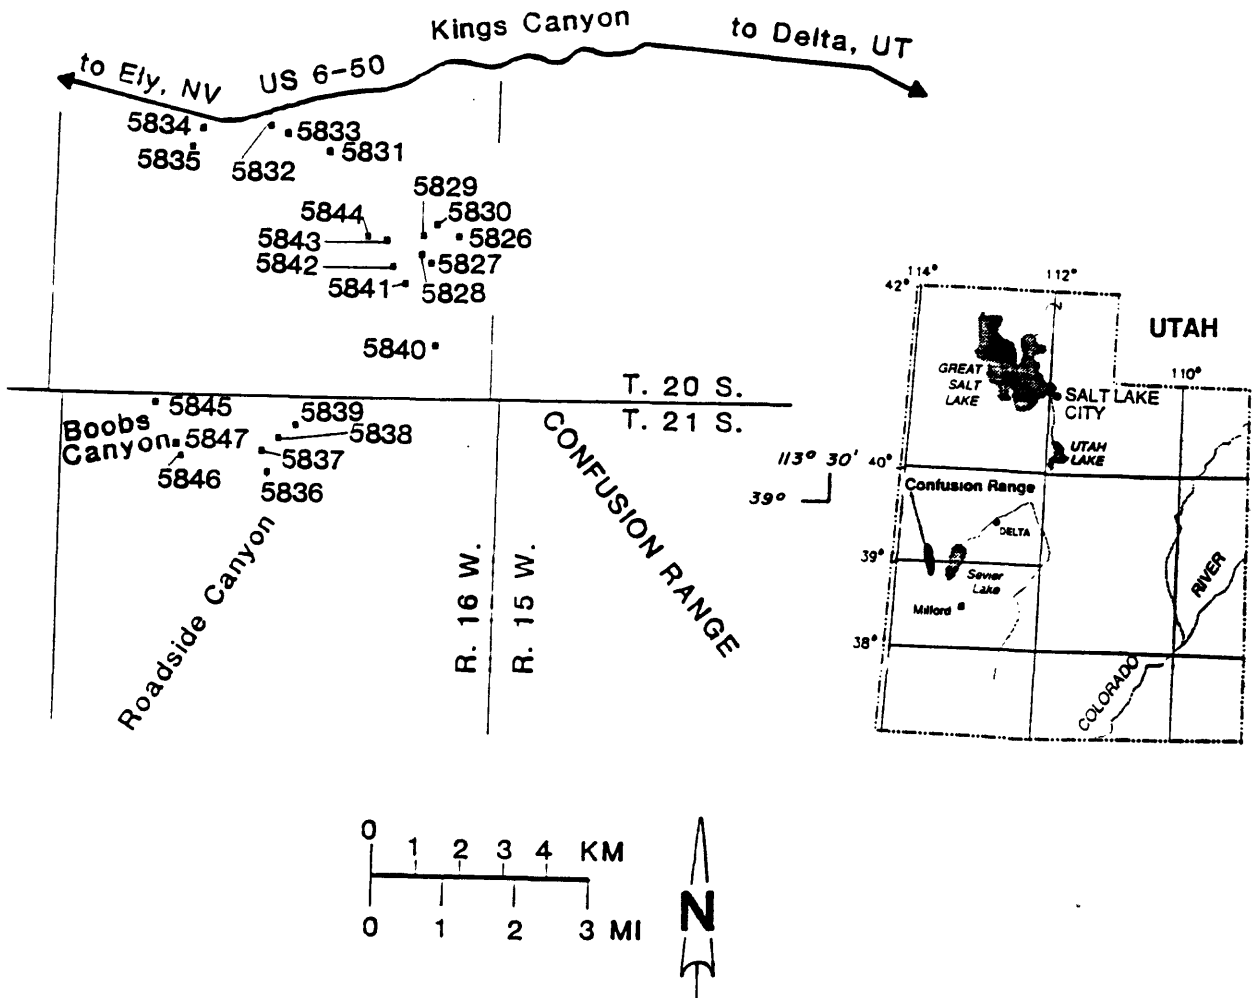 Kings Canyon
to Delta, UT
to Ely, NV
US 6-50
5834
5835
5832
5833
5831
5829
5830
5844
5843
5826
5842
5827
5841
5828
5840
T. 20 S.
T. 21 S.
5845
5839
Boobs
Canyon
5847
5838
5846
5837
5836
Roadside Canyon
R. 16 W.
R. 15 W.
CONFUSION RANGE
113° 30'
39°
114°
112°
42°
UTAH
GREAT
SALT
LAKE
110°
SALT LAKE
CITY
UTAH
LAKE
40°
Confusion Range
DELTA
39°
Sevier
Lake
Milford
RIVER
38°
COLORADO
0
1 2 3 4 KM
0 1 2 3 MI
N